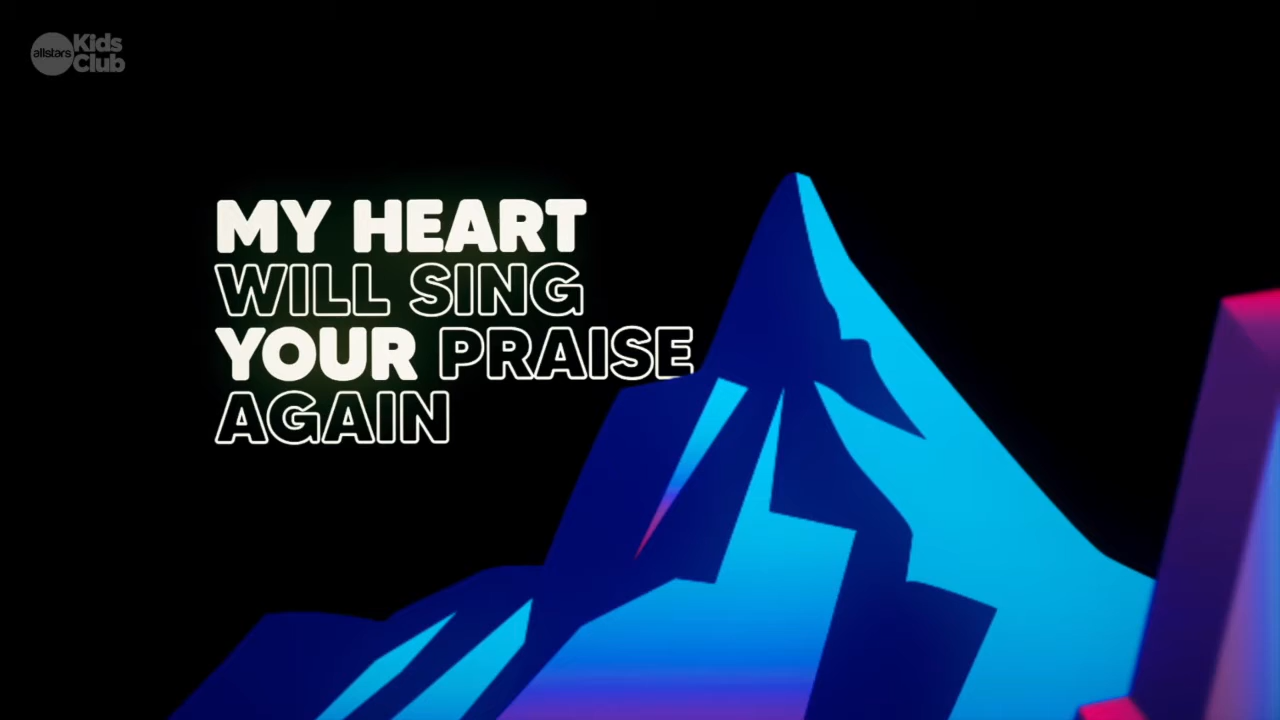 allstars Kids Club
MY HEART
WILL SING
YOUR PRAISE
AGAIN